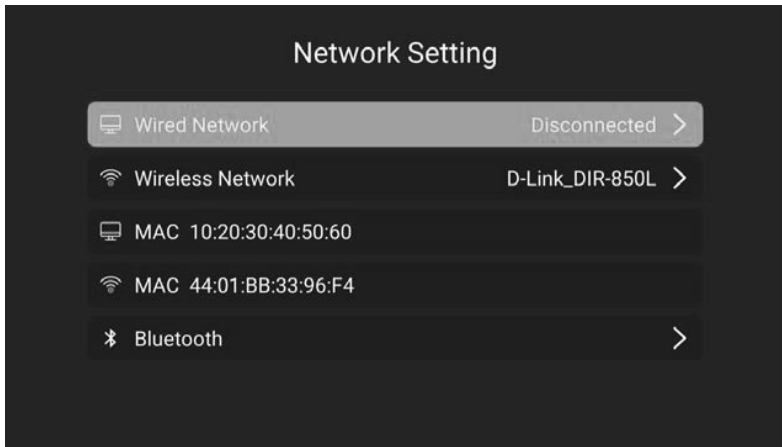 Network Setting
Wired Network Disconnected
Wireless Network D-Link_DIR-850L
MAC 10:20:30:40:50:60
MAC 44:01:BB:33:96:F4
Bluetooth